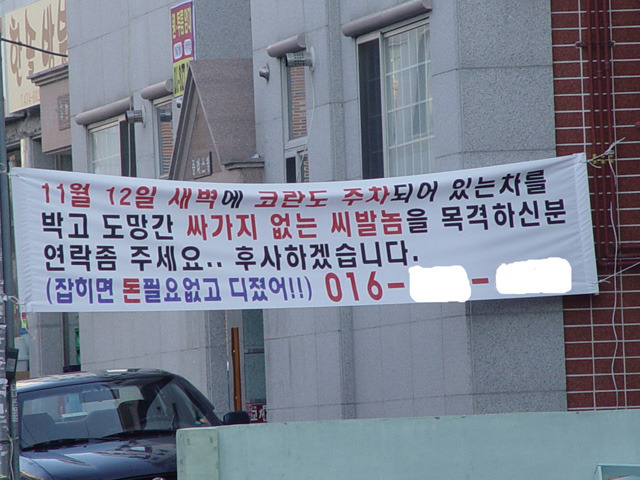 11월 12일 새벽에 코란도 주차되어 있는차를
박고 도망간 싸가지 없는 씨발놈을 목격하신분
연락좀 주세요.. 후사하겠습니다.
(잡히면 돈필요없고 디졌어!!) 016- -